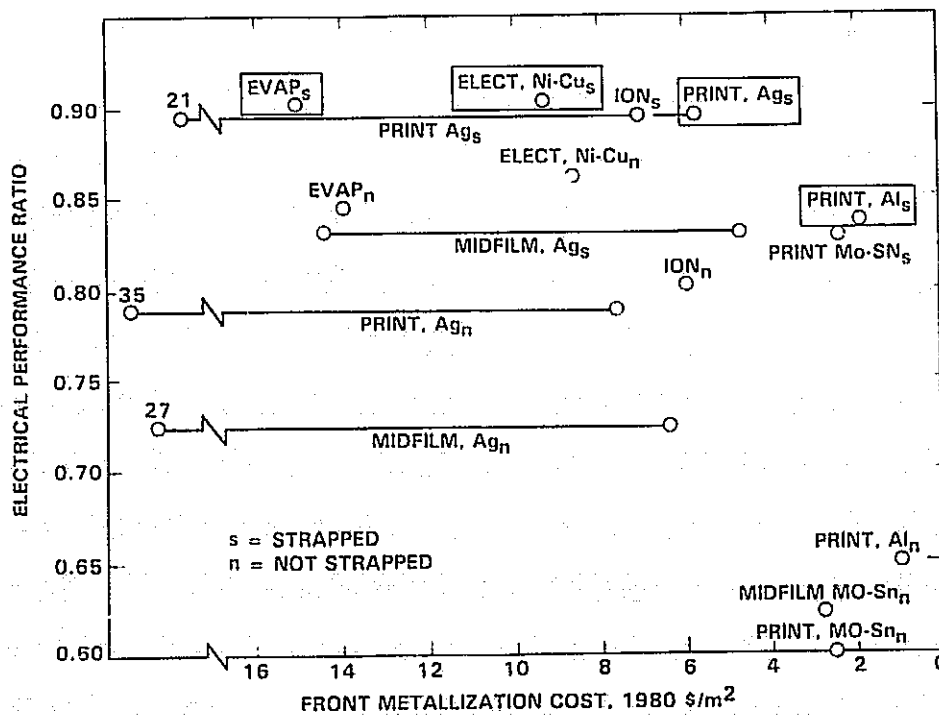 EVAPs
ELECT, Ni-Cus
IONs
PRINT, Ags
0.90
21
PRINT Ags
ELECT, Ni-Cun
EVAPn
0.85
PRINT, Als
MIDFILM, Ags
PRINT Mo·SNs
IONn
0.80
35
PRINT, Agn
0.75
27
MIDFILM, Agn
0.70
s = STRAPPED
n = NOT STRAPPED
PRINT, Aln
0.65
MIDFILM MO-Snn
PRINT, MO-Snn
0.60
16 14 12 10 8 6 4 2 0
FRONT METALLIZATION COST, 1980 $/m2
ELECTRICAL PERFORMANCE RATIO